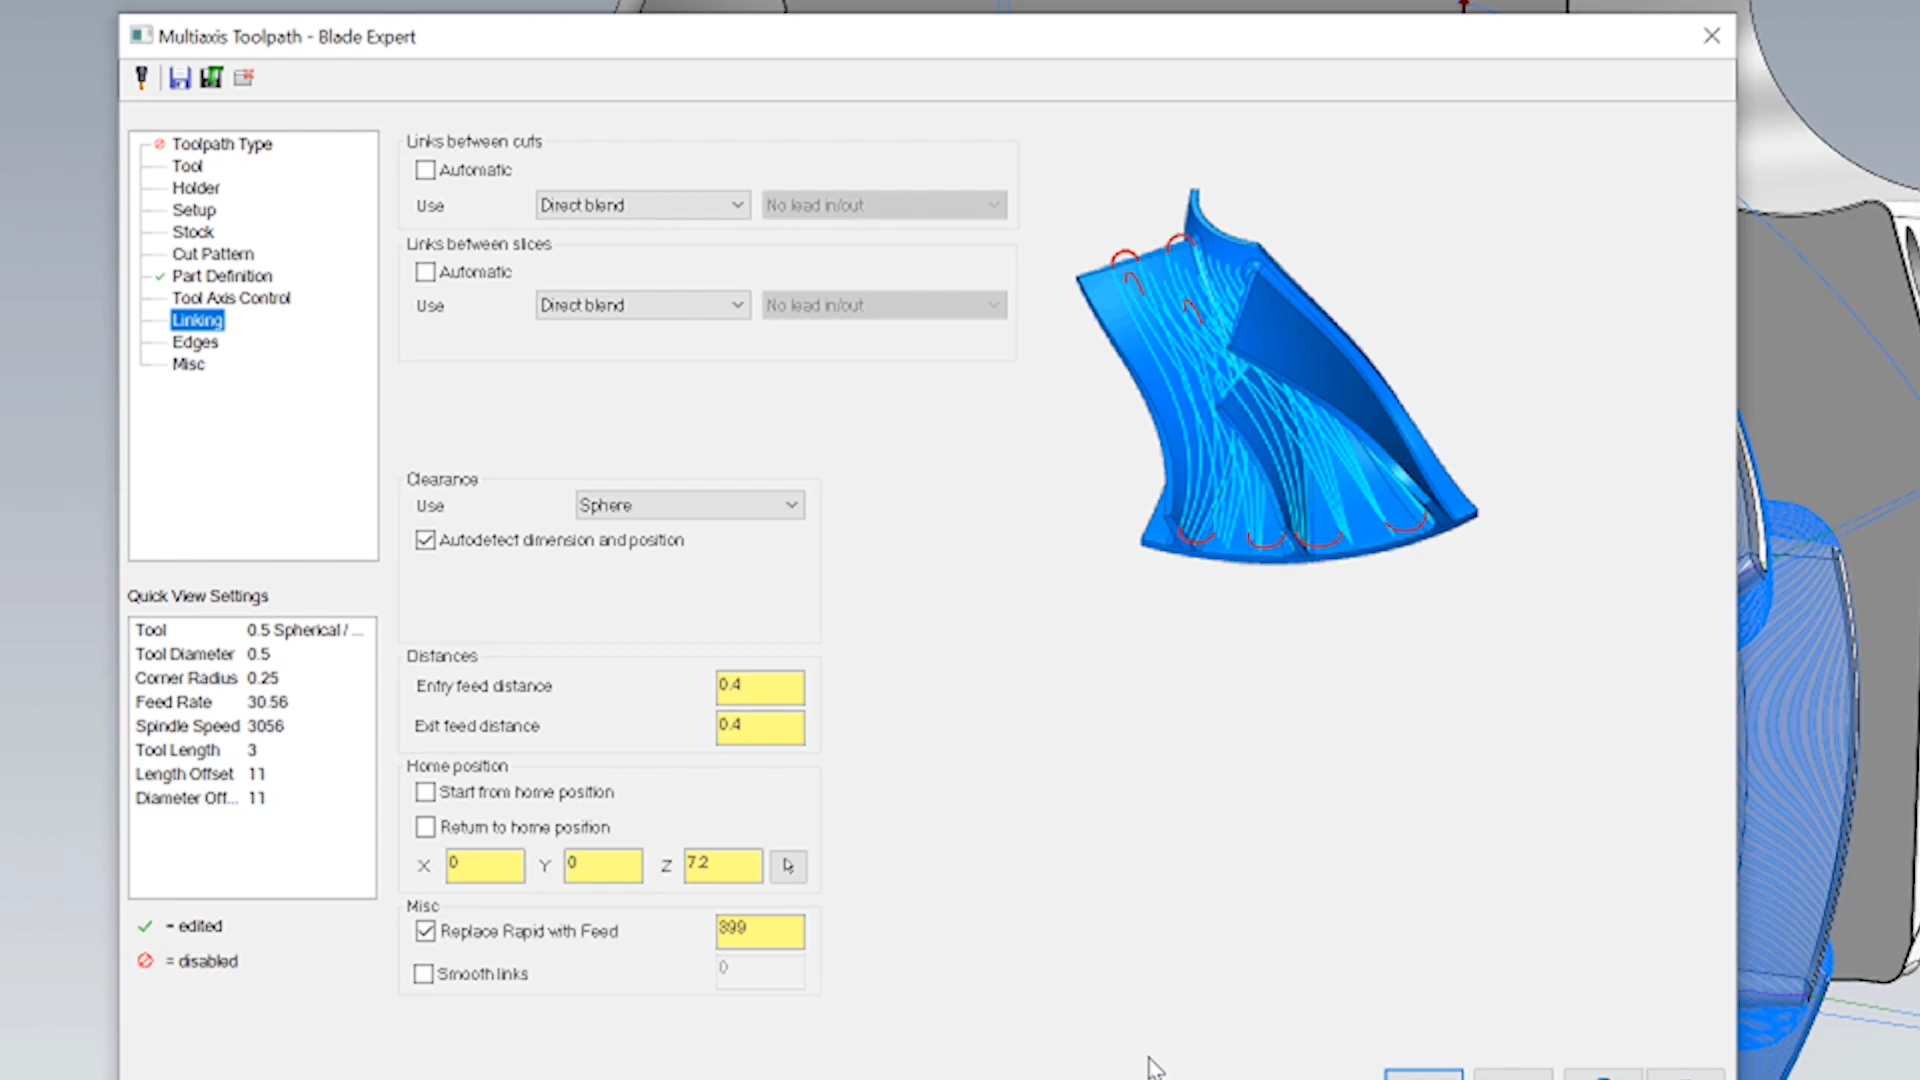 Multiaxis Toolpath - Blade Expert
Toolpath Type
Tool
Holder
Setup
Stock
Cut Pattern
Part Definition
Tool Axis Control
Linking
Edges
Misc
Quick View Settings
Tool 0.5 Spherical / ...
Tool Diameter 0.5
Corner Radius 0.25
Feed Rate 30.56
Spindle Speed 3056
Tool Length 3
Length Offset 11
Diameter Off... 11
= edited
= disabled
Links between cuts
Automatic
Use Direct blend No lead in/out
Links between slices
Automatic
Use Direct blend No lead in/out
Clearance
Use Sphere
Autodetect dimension and position
Distances
Entry feed distance 0.4
Exit feed distance 0.4
Home position
Start from home position
Return to home position
X 0 Y 0 Z 7.2
Misc
Replace Rapid with Feed 399
Smooth links 0